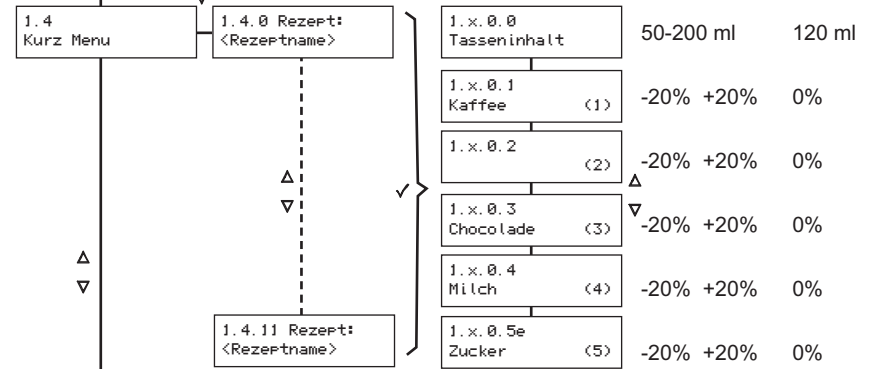 1.4
Kurz Menu
1.4.0 Rezept:
<Rezeptname>
1.4.11 Rezept:
<Rezeptname>
1.x.0.0
Tasseninhalt
50-200 ml 120 ml
1.x.0.1
Kaffee (1)
-20% +20% 0%
1.x.0.2
(2)
-20% +20% 0%
1.x.0.3
Chocolade (3)
-20% +20% 0%
1.x.0.4
Milch (4)
-20% +20% 0%
1.x.0.5e
Zucker (5)
-20% +20% 0%